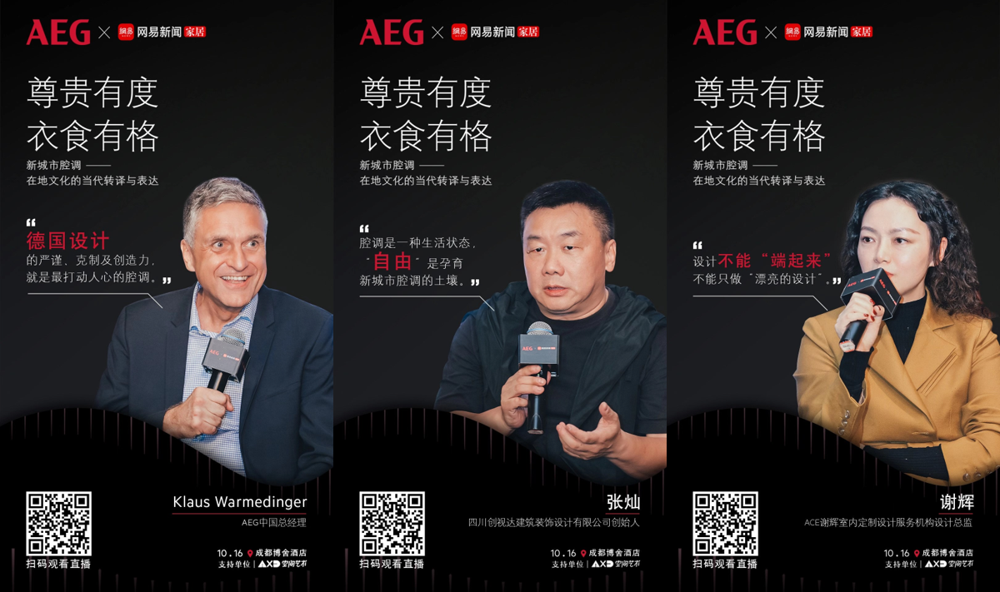 AEG × 網易 网易新闻 家居
尊贵有度
衣食有格
新城市腔调 ——
在地文化的当代转译与表达
“
德国设计
的严谨、克制及创造力，
就是最打动人心的腔调。”
AEG
Klaus Warmedinger
AEG中国总经理
10.16 成都博舍酒店
支持单位 | AXD 空间艺术
扫码观看直播
AEG × 網易 网易新闻 家居
尊贵有度
衣食有格
新城市腔调 ——
在地文化的当代转译与表达
“
腔调是一种生活状态，
“自由”是孕育
新城市腔调的土壤。”
AEG
张灿
四川创视达建筑装饰设计有限公司创始人
10.16 成都博舍酒店
支持单位 | AXD 空间艺术
扫码观看直播
AEG × 網易 网易新闻 家居
尊贵有度
衣食有格
新城市腔调 ——
在地文化的当代转译与表达
“
设计不能“端起来”
不能只做“漂亮的设计”。”
AEG
谢辉
ACE谢辉室内定制设计服务机构设计总监
10.16 成都博舍酒店
支持单位 | AXD 空间艺术
扫码观看直播